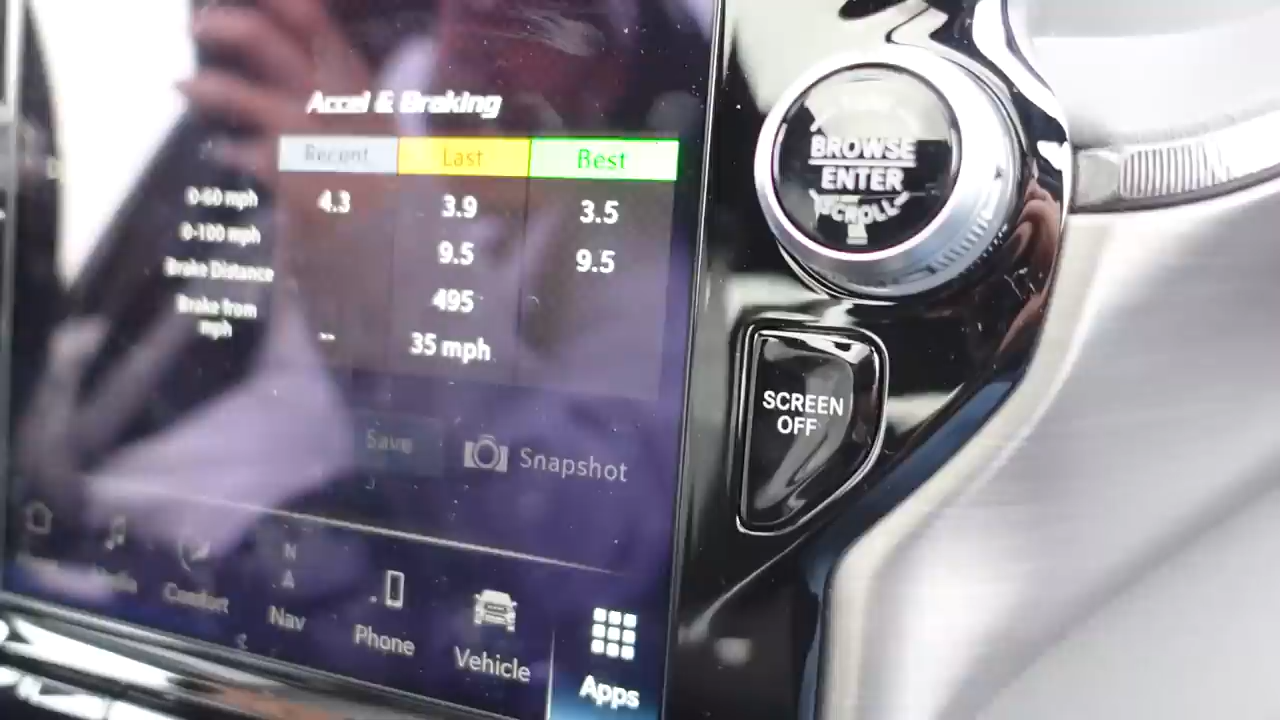 Accel & Braking
Recent Last Best
0-60 mph 4.3 3.9 3.5
0-100 mph 9.5 9.5
Brake Distance 495
Brake from mph -- 35 mph
Save Snapshot
Comfort Nav Phone Vehicle Apps
BROWSE
ENTER
SCROLL
SCREEN
OFF